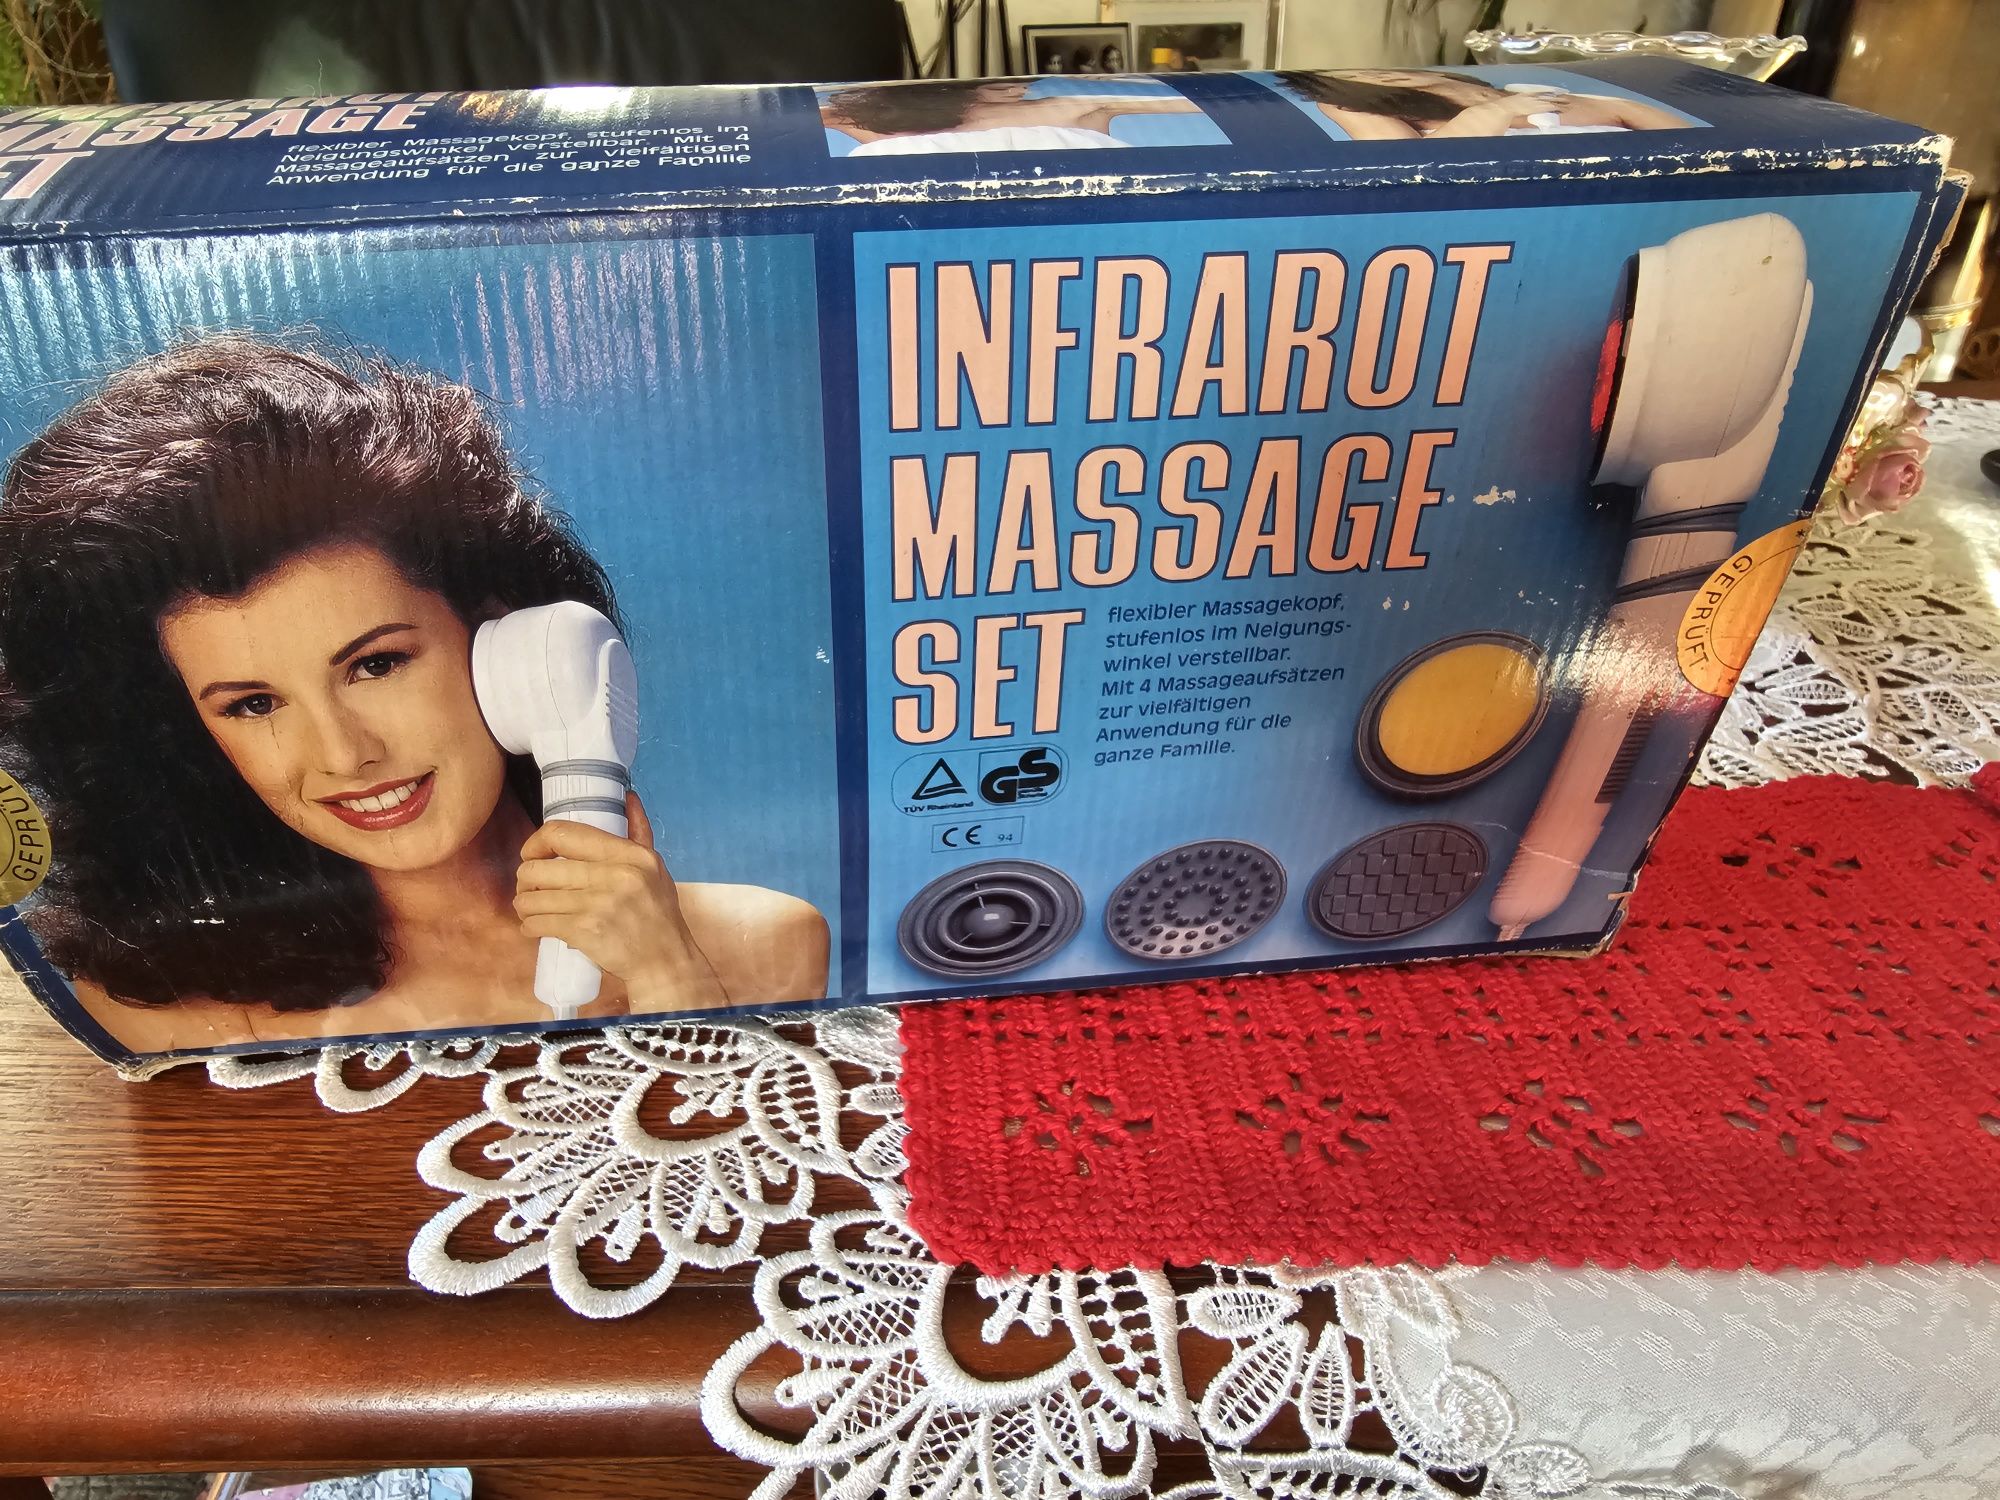 MASSAGE
flexibler Massagekopf, stufenlos im
Neigungswinkel verstellbar. Mit 4
Massageaufsätzen zur vielfältigen
Anwendung für die ganze Familie
INFRAROT
MASSAGE
SET
flexibler Massagekopf,
stufenlos im Neigungs-
winkel verstellbar.
Mit 4 Massageaufsätzen
zur vielfältigen
Anwendung für die
ganze Familie.
TÜV Rheinland
GS
CE 94
GEPRÜFT
GEPRÜFT